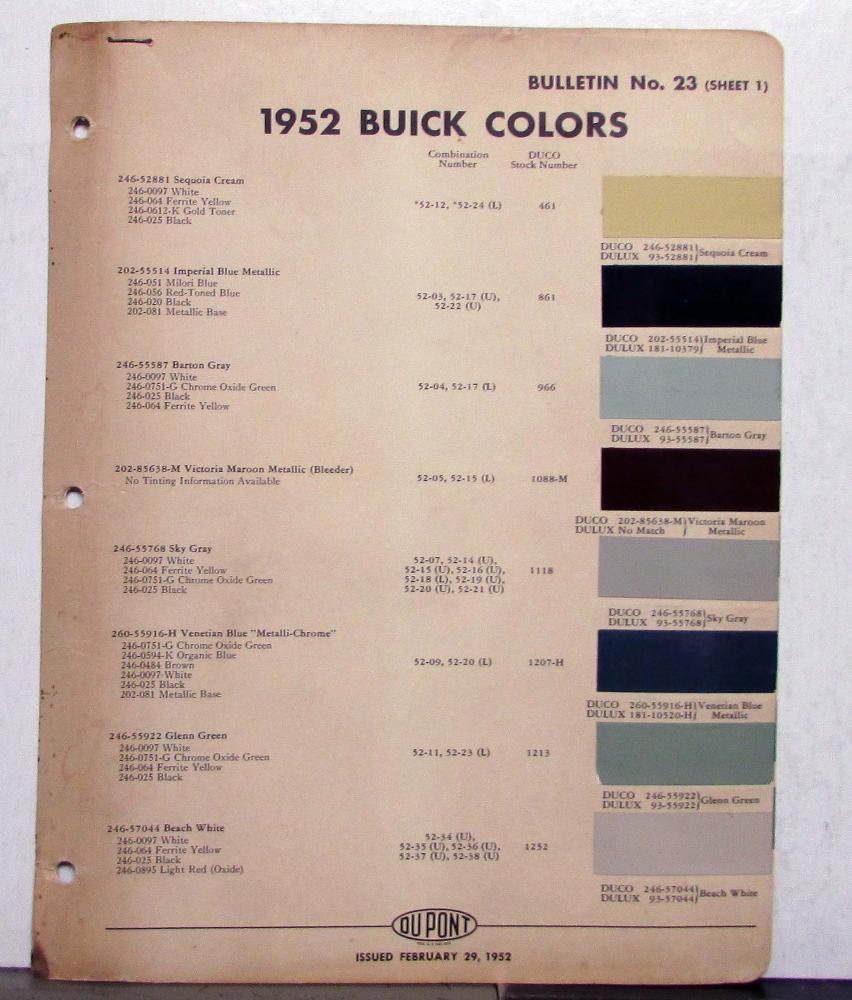 BULLETIN No. 23 (SHEET 1)
1952 BUICK COLORS
Combination Number
DUCO Stock Number
246-52881 Sequoia Cream
246-0097 White
246-064 Ferrite Yellow
246-0612-K Gold Toner
246-025 Black
*52-12, *52-24 (L)
461
DUCO 246-52881
DULUX 93-52881
Sequoia Cream
202-55514 Imperial Blue Metallic
246-051 Milori Blue
246-056 Red-Toned Blue
246-020 Black
202-081 Metallic Base
52-03, 52-17 (U),
52-22 (U)
861
DUCO 202-55514
DULUX 181-10379
Imperial Blue
Metallic
246-55587 Barton Gray
246-0097 White
246-0751-G Chrome Oxide Green
246-025 Black
246-064 Ferrite Yellow
52-04, 52-17 (L)
966
DUCO 246-55587
DULUX 93-55587
Barton Gray
202-85638-M Victoria Maroon Metallic (Bleeder)
No Tinting Information Available
52-05, 52-15 (L)
1088-M
DUCO 202-85638-M
DULUX No Match
Victoria Maroon
Metallic
246-55768 Sky Gray
246-0097 White
246-064 Ferrite Yellow
246-0751-G Chrome Oxide Green
246-025 Black
52-07, 52-14 (U),
52-15 (U), 52-16 (U),
52-18 (L), 52-19 (U),
52-20 (U), 52-21 (U)
1118
DUCO 246-55768
DULUX 93-55768
Sky Gray
260-55916-H Venetian Blue "Metalli-Chrome"
246-0751-G Chrome Oxide Green
246-0594-K Organic Blue
246-0484 Brown
246-0097 White
246-025 Black
202-081 Metallic Base
52-09, 52-20 (L)
1207-H
DUCO 260-55916-H
DULUX 181-10520-H
Venetian Blue
Metallic
246-55922 Glenn Green
246-0097 White
246-0751-G Chrome Oxide Green
246-064 Ferrite Yellow
246-025 Black
52-11, 52-23 (L)
1213
DUCO 246-55922
DULUX 93-55922
Glenn Green
246-57044 Beach White
246-0097 White
246-064 Ferrite Yellow
246-025 Black
246-0895 Light Red (Oxide)
52-34 (U),
52-35 (U), 52-36 (U),
52-37 (U), 52-38 (U)
1252
DUCO 246-57044
DULUX 93-57044
Beach White
DU PONT
ISSUED FEBRUARY 29, 1952